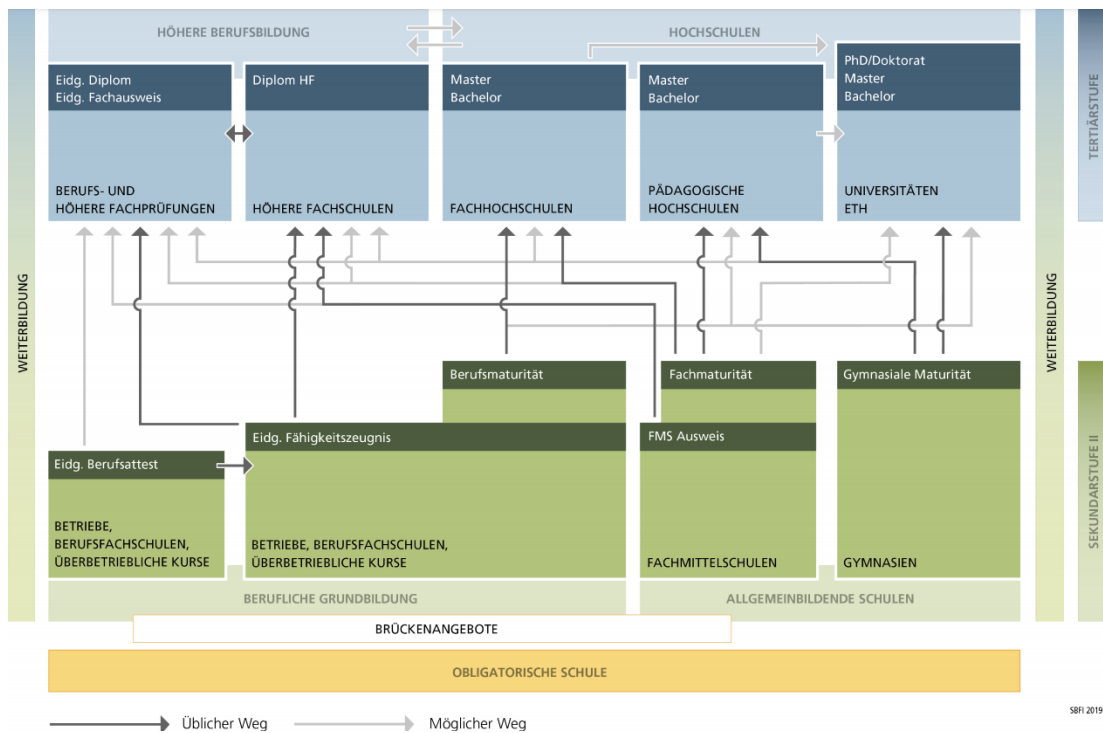 HÖHERE BERUFSBILDUNG
HOCHSCHULEN
Eidg. Diplom
Eidg. Fachausweis
BERUFS- UND
HÖHERE FACHPRÜFUNGEN
Diplom HF
HÖHERE FACHSCHULEN
Master
Bachelor
FACHHOCHSCHULEN
Master
Bachelor
PÄDAGOGISCHE
HOCHSCHULEN
PhD/Doktorat
Master
Bachelor
UNIVERSITÄTEN
ETH
TERTIÄRSTUFE
WEITERBILDUNG
WEITERBILDUNG
Berufsmaturität
Fachmaturität
Gymnasiale Maturität
Eidg. Fähigkeitszeugnis
FMS Ausweis
Eidg. Berufsattest
BETRIEBE,
BERUFSFACHSCHULEN,
ÜBERBETRIEBLICHE KURSE
BETRIEBE, BERUFSFACHSCHULEN,
ÜBERBETRIEBLICHE KURSE
FACHMITTELSCHULEN
GYMNASIEN
SEKUNDARSTUFE II
BERUFLICHE GRUNDBILDUNG
ALLGEMEINBILDENDE SCHULEN
BRÜCKENANGEBOTE
OBLIGATORISCHE SCHULE
Üblicher Weg
Möglicher Weg
SBFI 2019